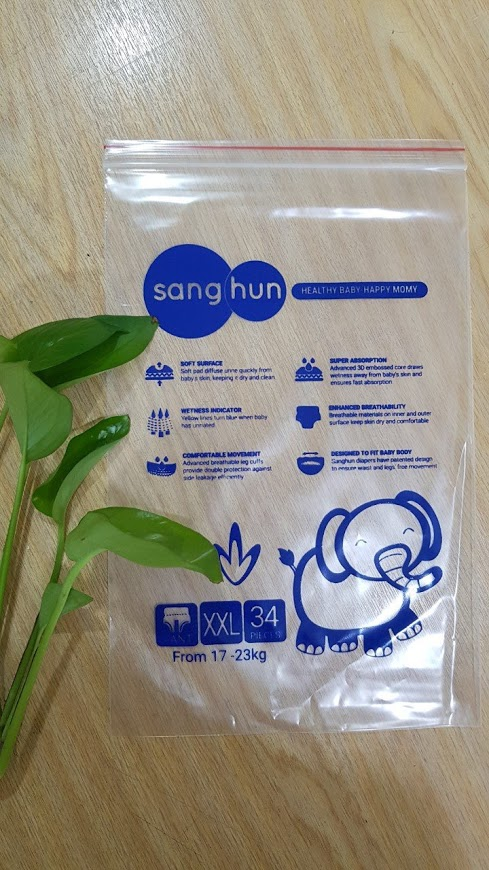 sanghun
HEALTHY BABY HAPPY MOMY
SOFT SURFACE
Soft pad diffuse urine quickly from
baby's skin, keeping it dry and clean
SUPER ABSORPTION
Advanced 3D embossed core draws
wetness away from baby's skin and
ensures fast absorption
WETNESS INDICATOR
Yellow lines turn blue when baby
has urinated
ENHANCED BREATHABILITY
Breathable materials on inner and outer
surface keep skin dry and comfortable
COMFORTABLE MOVEMENT
Advanced breathable leg cuffs
provide double protection against
side leakage efficiently
DESIGNED TO FIT BABY BODY
Sanghun diapers have patented design
to ensure waist and legs' free movement
XXL
34
PIECES
From 17 -23kg